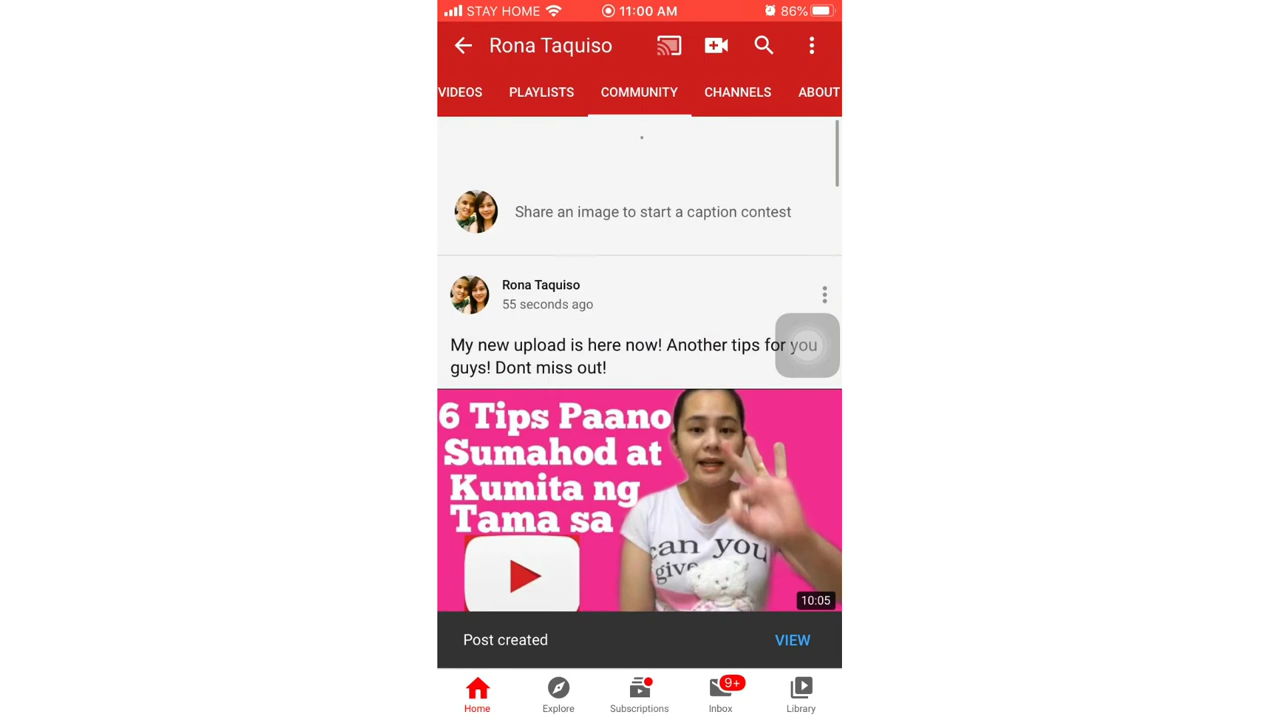 STAY HOME 11:00 AM 86%
Rona Taquiso
VIDEOS PLAYLISTS COMMUNITY CHANNELS ABOUT
Share an image to start a caption contest
Rona Taquiso
55 seconds ago
My new upload is here now! Another tips for you
guys! Dont miss out!
6 Tips Paano
Sumahod at
Kumita ng
Tama sa
can you
give
10:05
Post created VIEW
9+
Home Explore Subscriptions Inbox Library